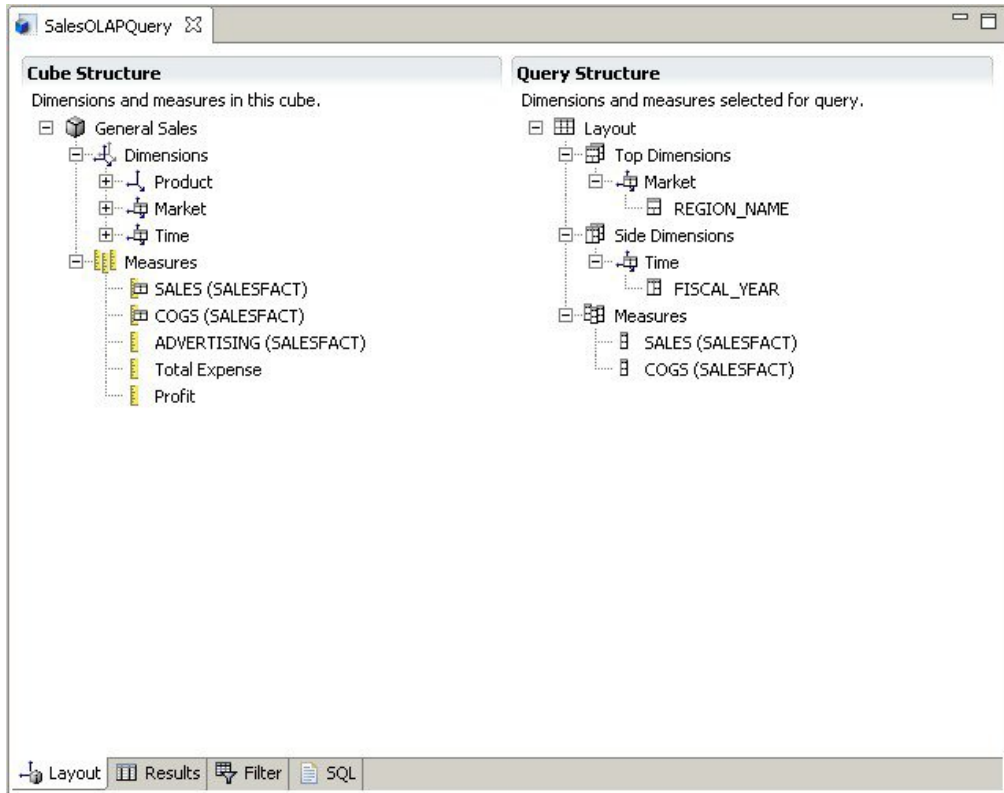 SalesOLAPQuery
Cube Structure
Dimensions and measures in this cube.
General Sales
Dimensions
Product
Market
Time
Measures
SALES (SALESFACT)
COGS (SALESFACT)
ADVERTISING (SALESFACT)
Total Expense
Profit
Query Structure
Dimensions and measures selected for query.
Layout
Top Dimensions
Market
REGION_NAME
Side Dimensions
Time
FISCAL_YEAR
Measures
SALES (SALESFACT)
COGS (SALESFACT)
Layout Results Filter SQL